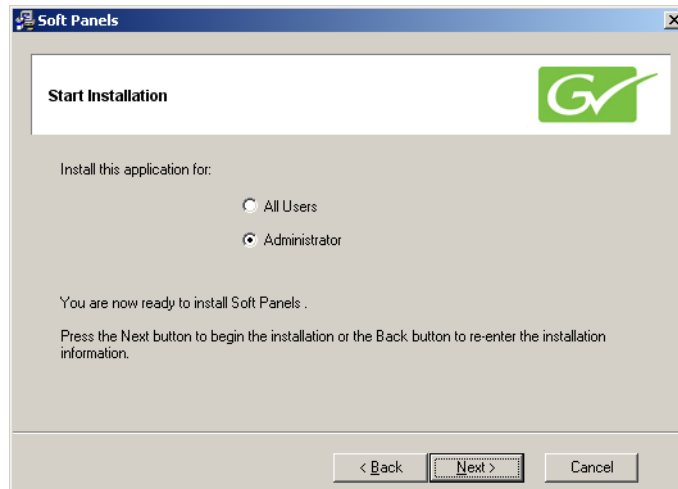 Soft Panels
Start Installation
GV
Install this application for:
All Users
Administrator
You are now ready to install Soft Panels .
Press the Next button to begin the installation or the Back button to re-enter the installation
information.
< Back
Next >
Cancel